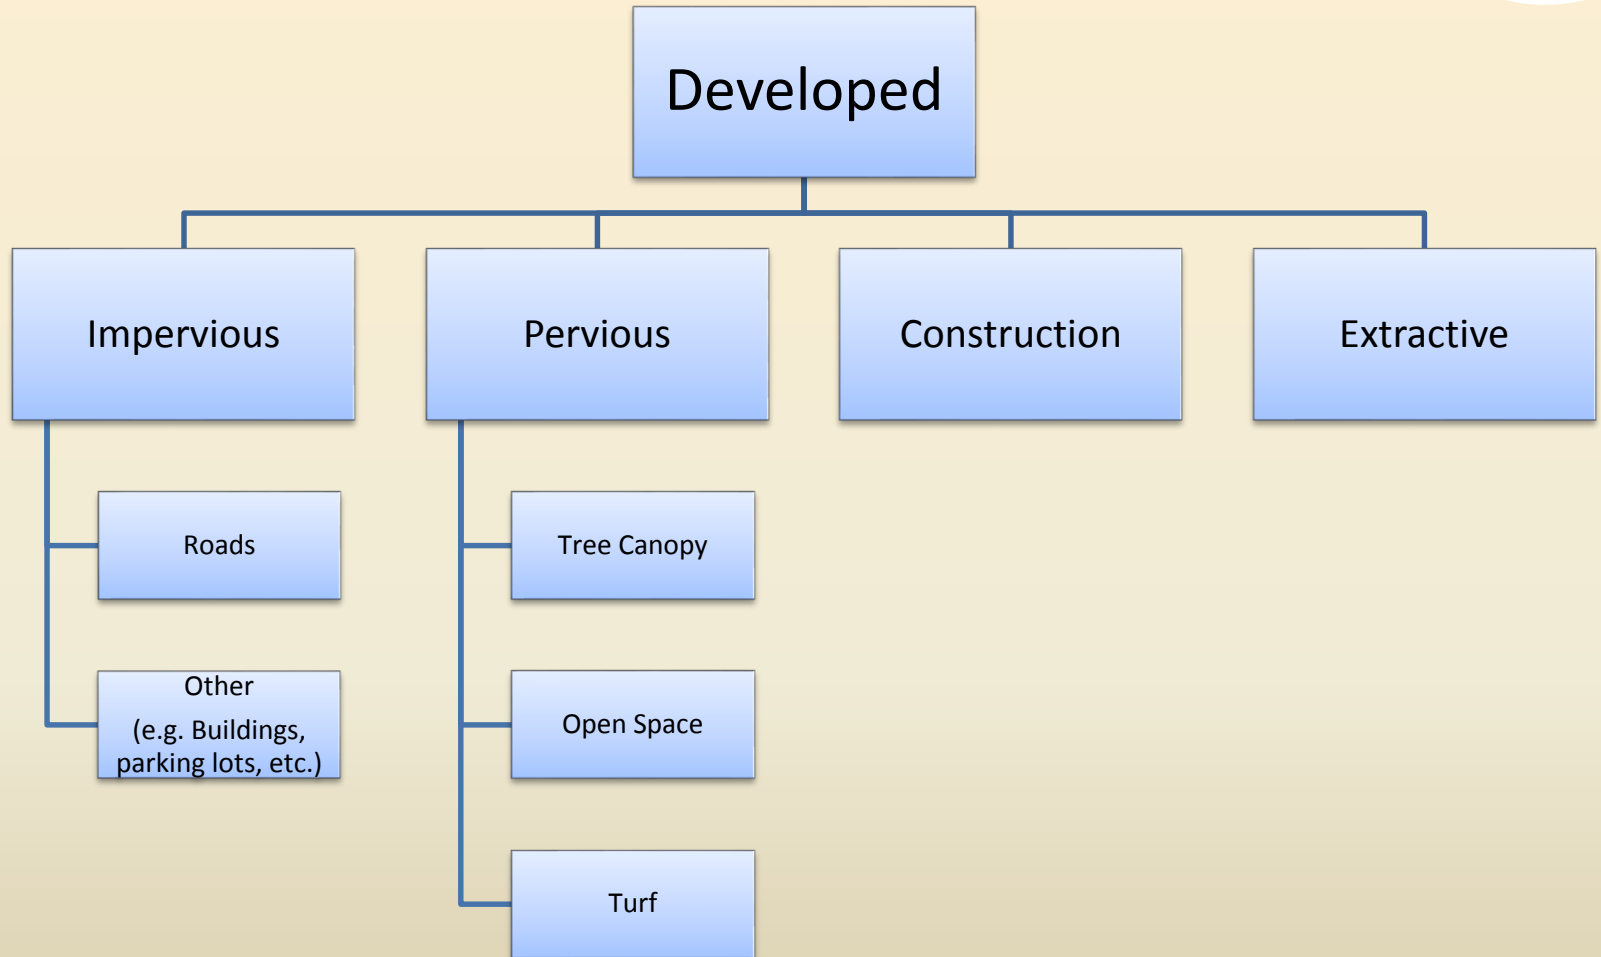 Developed
Impervious
Pervious
Construction
Extractive
Roads
Tree Canopy
Other
(e.g. Buildings,
parking lots, etc.)
Open Space
Turf